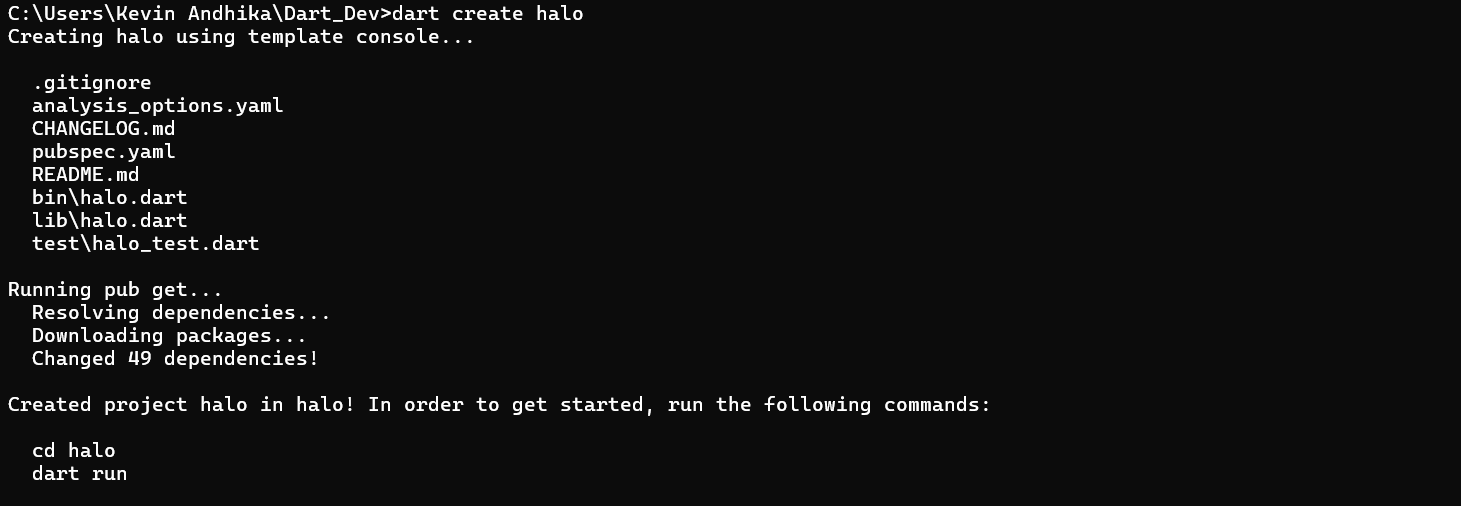 C:\Users\Kevin Andhika\Dart_Dev>dart create halo
Creating halo using template console...
.gitignore
analysis_options.yaml
CHANGELOG.md
pubspec.yaml
README.md
bin\halo.dart
lib\halo.dart
test\halo_test.dart
Running pub get...
Resolving dependencies...
Downloading packages...
Changed 49 dependencies!
Created project halo in halo! In order to get started, run the following commands:
cd halo
dart run